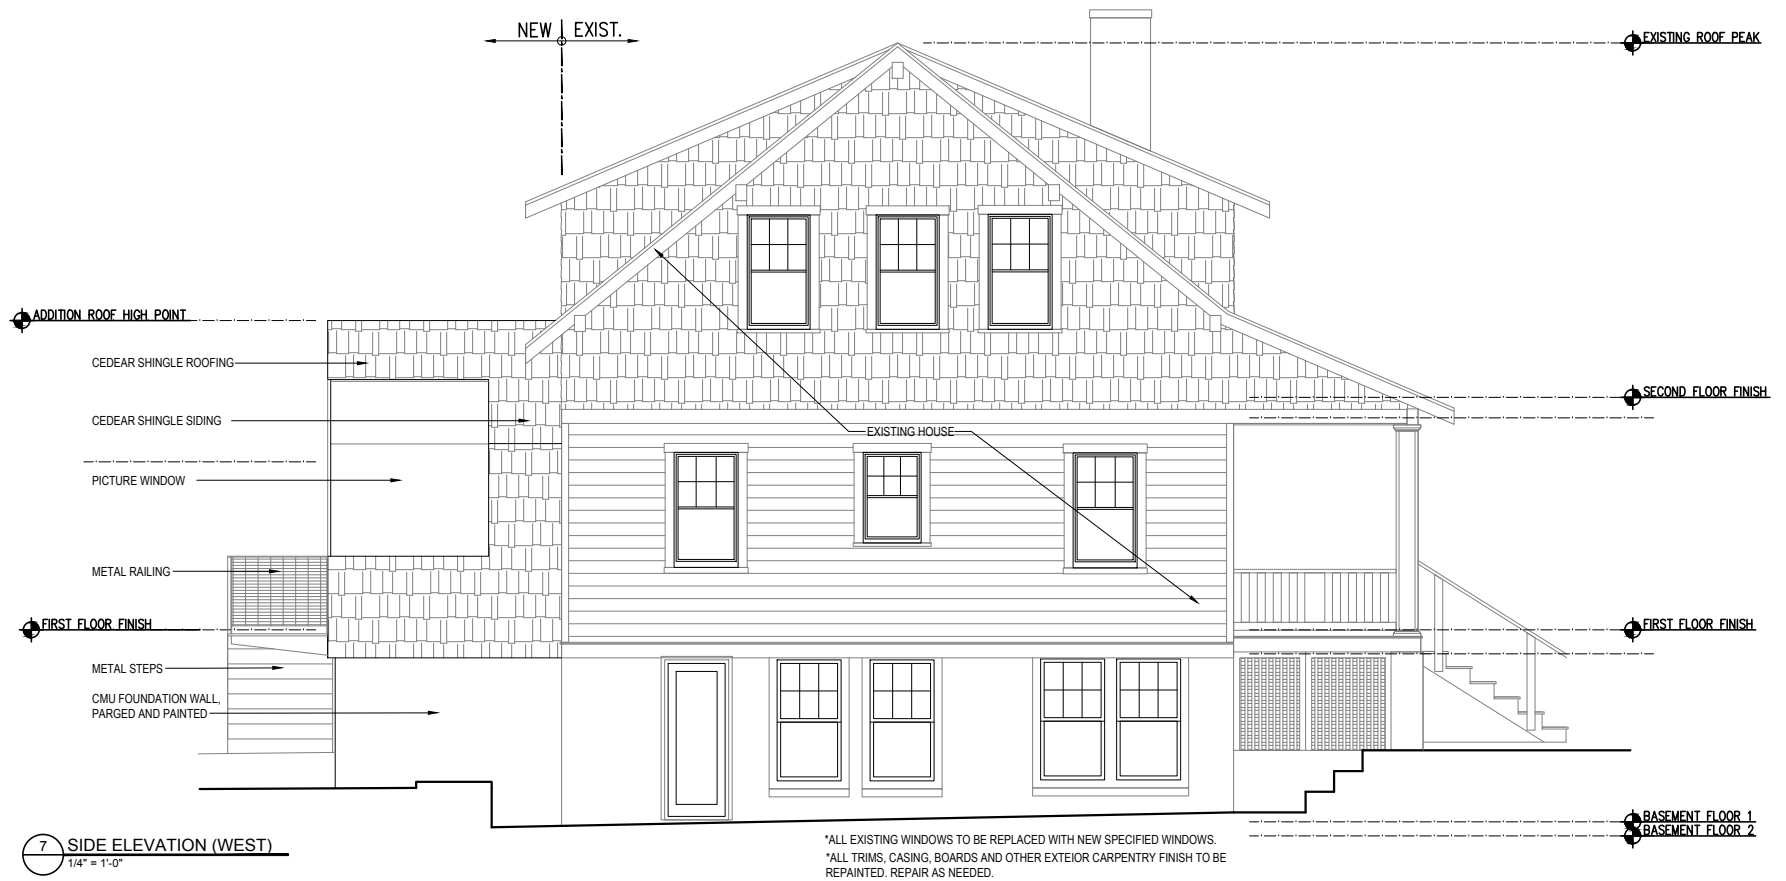 NEW EXIST.
EXISTING ROOF PEAK
ADDITION ROOF HIGH POINT
CEDEAR SHINGLE ROOFING
SECOND FLOOR FINISH
CEDEAR SHINGLE SIDING
EXISTING HOUSE
PICTURE WINDOW
METAL RAILING
FIRST FLOOR FINISH
FIRST FLOOR FINISH
METAL STEPS
CMU FOUNDATION WALL,
PARGED AND PAINTED
BASEMENT FLOOR 1
BASEMENT FLOOR 2
7 SIDE ELEVATION (WEST)
1/4" = 1'-0"
*ALL EXISTING WINDOWS TO BE REPLACED WITH NEW SPECIFIED WINDOWS.
*ALL TRIMS, CASING, BOARDS AND OTHER EXTEIOR CARPENTRY FINISH TO BE
REPAINTED. REPAIR AS NEEDED.